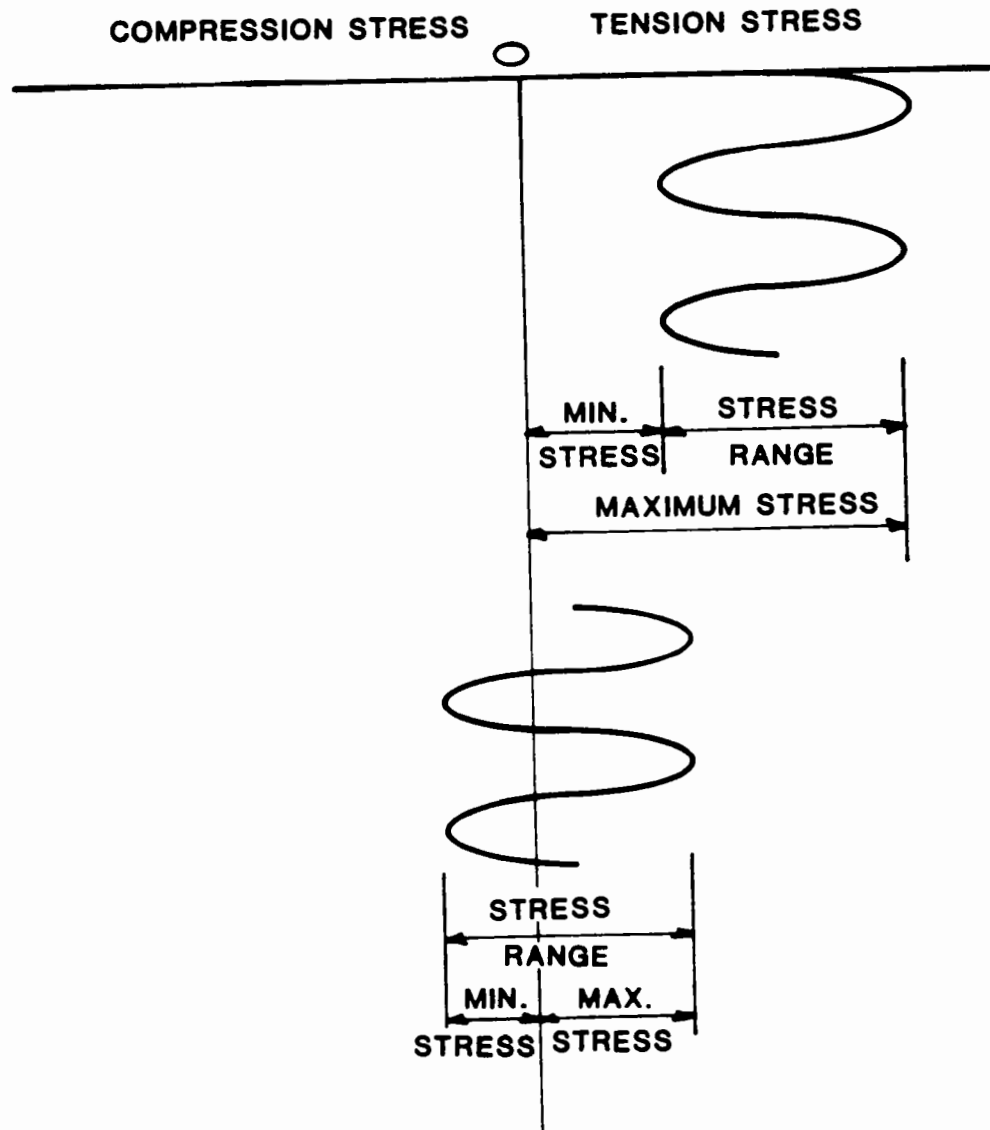 COMPRESSION STRESS
O
TENSION STRESS
MIN.
STRESS
STRESS
RANGE
MAXIMUM STRESS
STRESS
RANGE
MIN.
STRESS
MAX.
STRESS